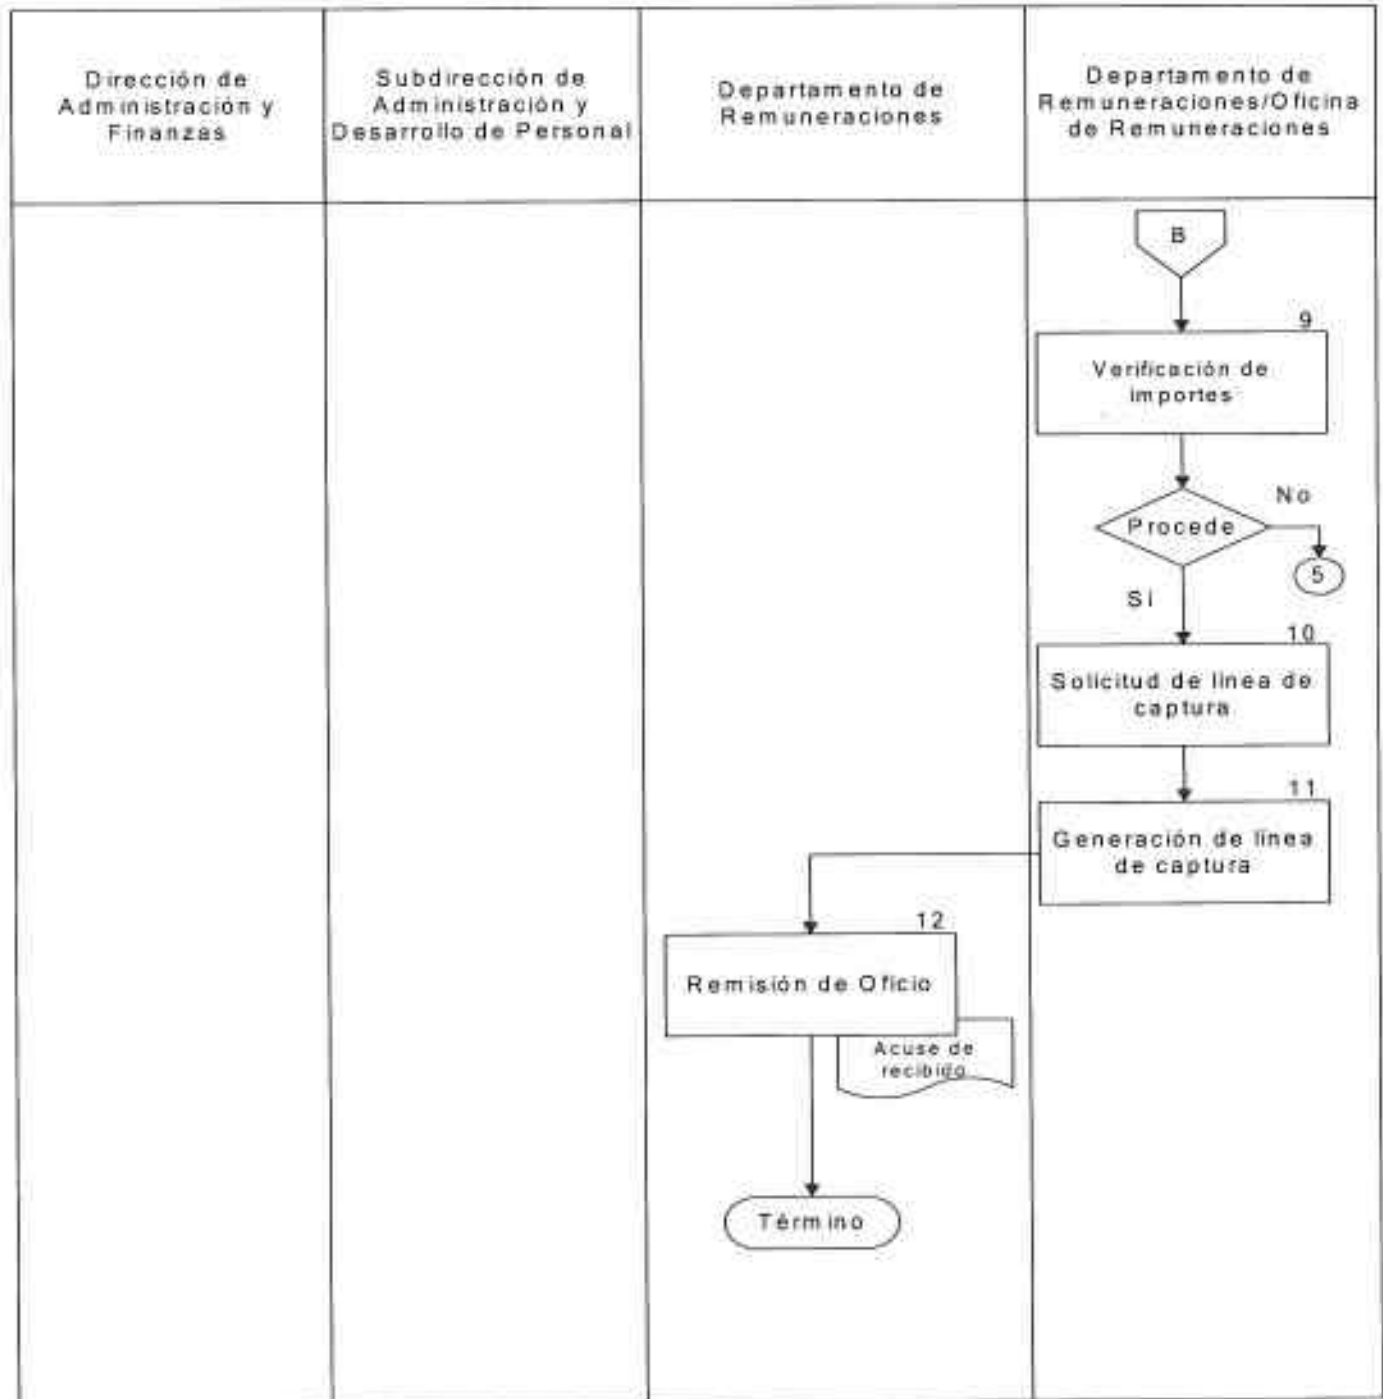 Dirección de
Administración y
Finanzas
Subdirección de
Administración y
Desarrollo de Personal
Departamento de
Remuneraciones
Departamento de
Remuneraciones/Oficina
de Remuneraciones
B
9
Verificación de
importes
Procede
No
5
Sí
10
Solicitud de línea de
captura
11
Generación de línea
de captura
12
Remisión de Oficio
Acuse de
recibido
Término